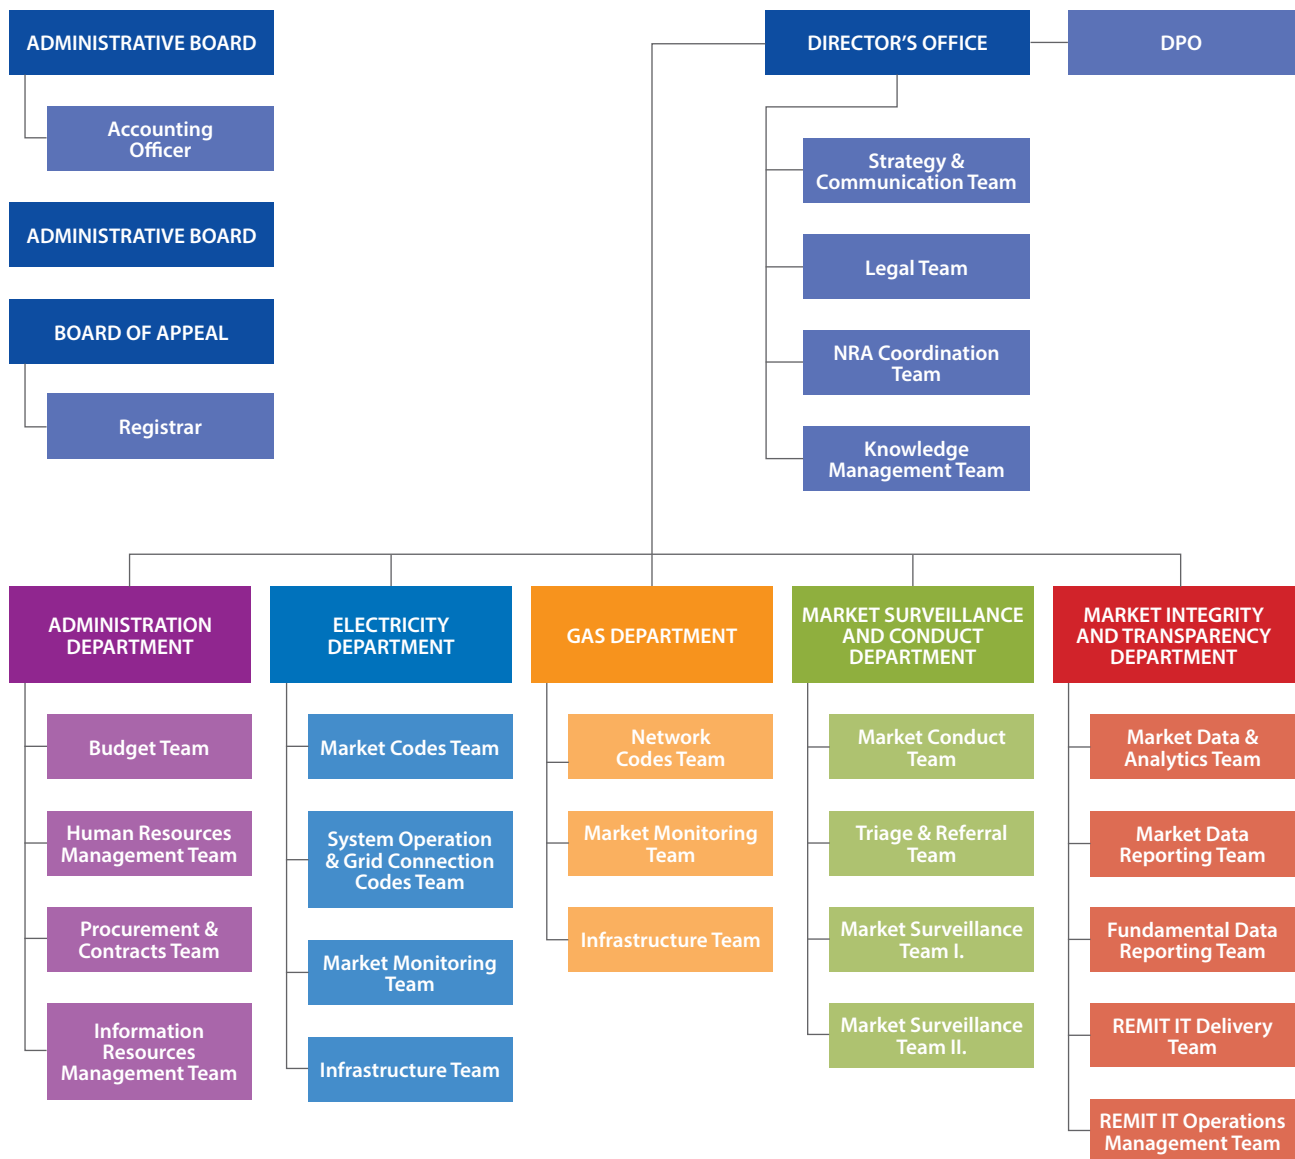 ADMINISTRATIVE BOARD
Accounting
Officer
ADMINISTRATIVE BOARD
BOARD OF APPEAL
Registrar
DIRECTOR'S OFFICE
DPO
Strategy &
Communication Team
Legal Team
NRA Coordination
Team
Knowledge
Management Team
ADMINISTRATION
DEPARTMENT
Budget Team
Human Resources
Management Team
Procurement &
Contracts Team
Information
Resources
Management Team
ELECTRICITY
DEPARTMENT
Market Codes Team
System Operation
& Grid Connection
Codes Team
Market Monitoring
Team
Infrastructure Team
GAS DEPARTMENT
Network
Codes Team
Market Monitoring
Team
Infrastructure Team
MARKET SURVEILLANCE
AND CONDUCT
DEPARTMENT
Market Conduct
Team
Triage & Referral
Team
Market Surveillance
Team I.
Market Surveillance
Team II.
MARKET INTEGRITY
AND TRANSPARENCY
DEPARTMENT
Market Data &
Analytics Team
Market Data
Reporting Team
Fundamental Data
Reporting Team
REMIT IT Delivery
Team
REMIT IT Operations
Management Team